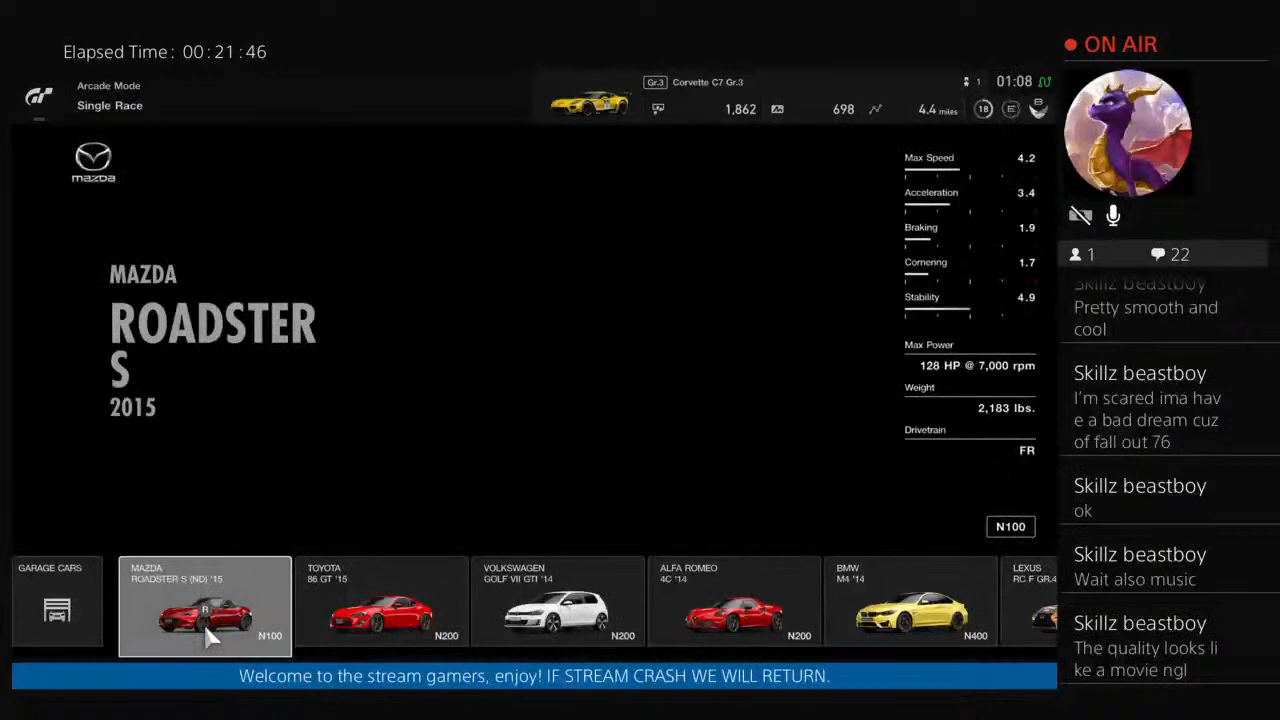 Elapsed Time: 00:21:46
ON AIR
Arcade Mode
Single Race
Gr.3 Corvette C7 Gr.3
1 01:08
1,862 698 4.4 miles 18 E B
mazda
MAZDA
ROADSTER
S
2015
Max Speed 4.2
Acceleration 3.4
Braking 1.9
Cornering 1.7
Stability 4.9
Max Power
128 HP @ 7,000 rpm
Weight
2,183 lbs.
Drivetrain
FR
N100
GARAGE CARS
MAZDA
ROADSTER S (ND) '15
R
N100
TOYOTA
86 GT '15
N200
VOLKSWAGEN
GOLF VII GTI '14
N200
ALFA ROMEO
4C '14
N200
BMW
M4 '14
N400
LEXUS
RC F GR.4
Welcome to the stream gamers, enjoy! IF STREAM CRASH WE WILL RETURN.
1 22
Skillz beastboy
Pretty smooth and
cool
Skillz beastboy
I'm scared ima hav
e a bad dream cuz
of fall out 76
Skillz beastboy
ok
Skillz beastboy
Wait also music
Skillz beastboy
The quality looks li
ke a movie ngl